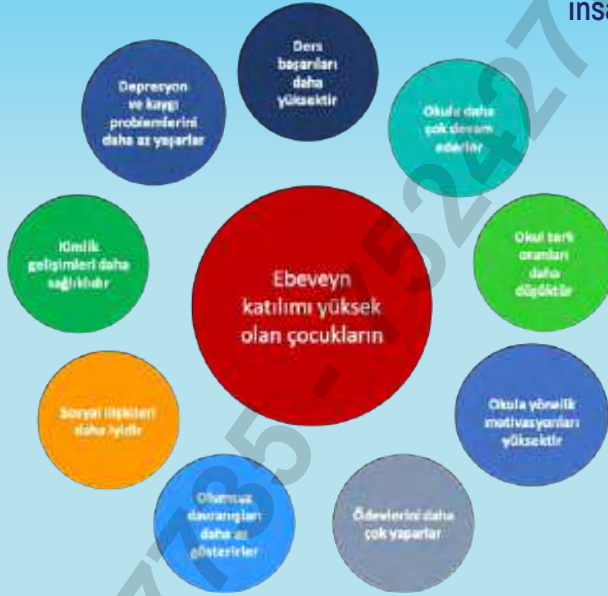 insa
Ders
başarıları
daha
yüksektir
Depresyon
ve kaygı
problemlerini
daha az yaşarlar
Okula daha
çok devam
ederler
Kimlik
gelişimleri daha
sağlıklıdır
Ebeveyn
katılımı yüksek
olan çocukların
Okul terk
oranları
daha
düşüktür
Sosyal ilişkileri
daha iyidir
Okula yönelik
motivasyonları
yüksektir
Olumsuz
davranışları
daha az
gösterirler
Ödevlerini daha
çok yaparlar
7785 - 7752427